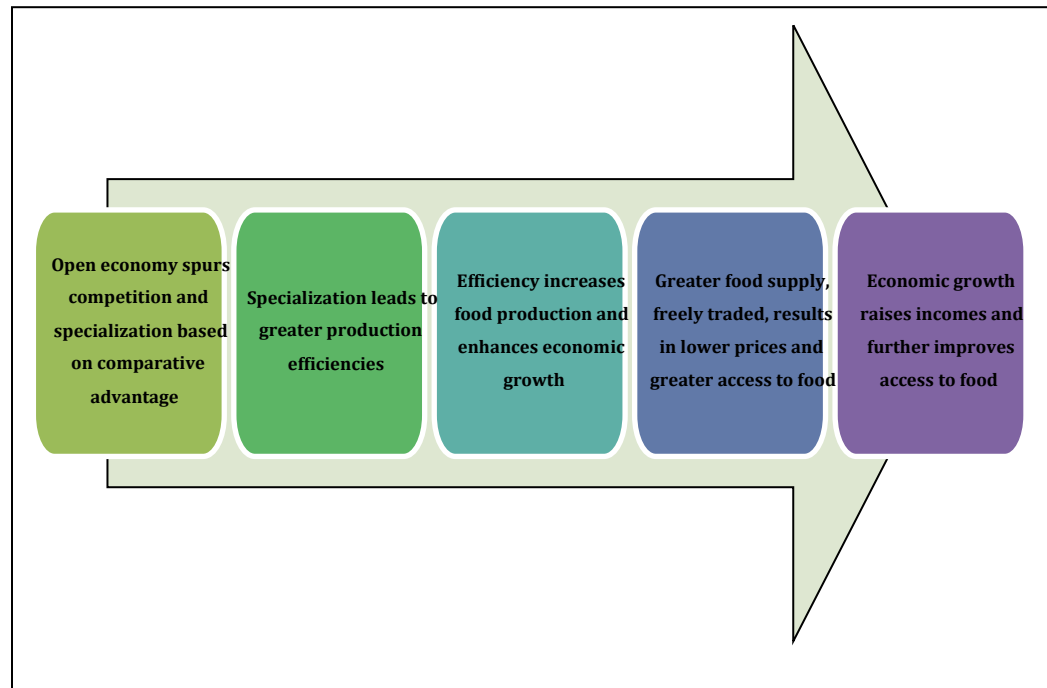 Open economy spurs
competition and
specialization based
on comparative
advantage
Specialization leads to
greater production
efficiencies
Efficiency increases
food production and
enhances economic
growth
Greater food supply,
freely traded, results
in lower prices and
greater access to food
Economic growth
raises incomes and
further improves
access to food